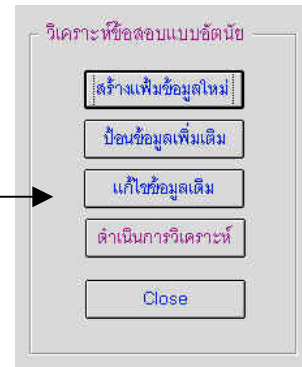 วิเคราะห์ข้อสอบแบบอัตนัย
สร้างแฟ้มข้อมูลใหม่
ป้อนข้อมูลเพิ่มเติม
แก้ไขข้อมูลเดิม
ดำเนินการวิเคราะห์
Close